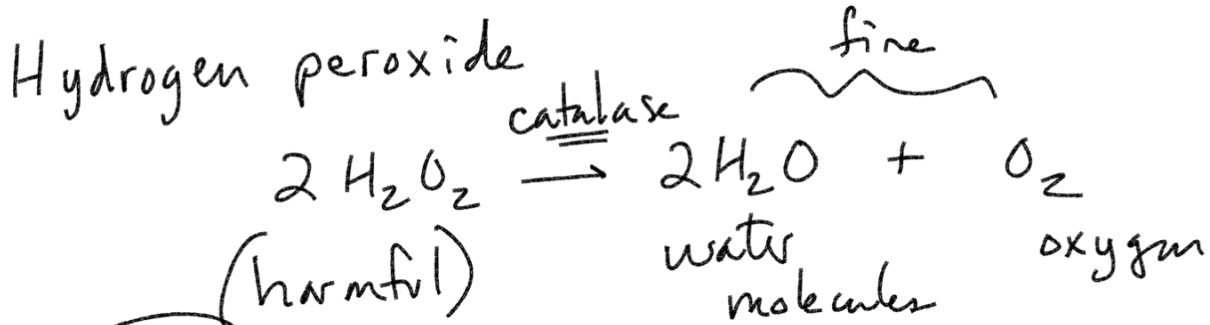 fine
Hydrogen peroxide
catalase
2 H₂O₂ → 2 H₂O + O₂
(harmful) water molecules oxygen